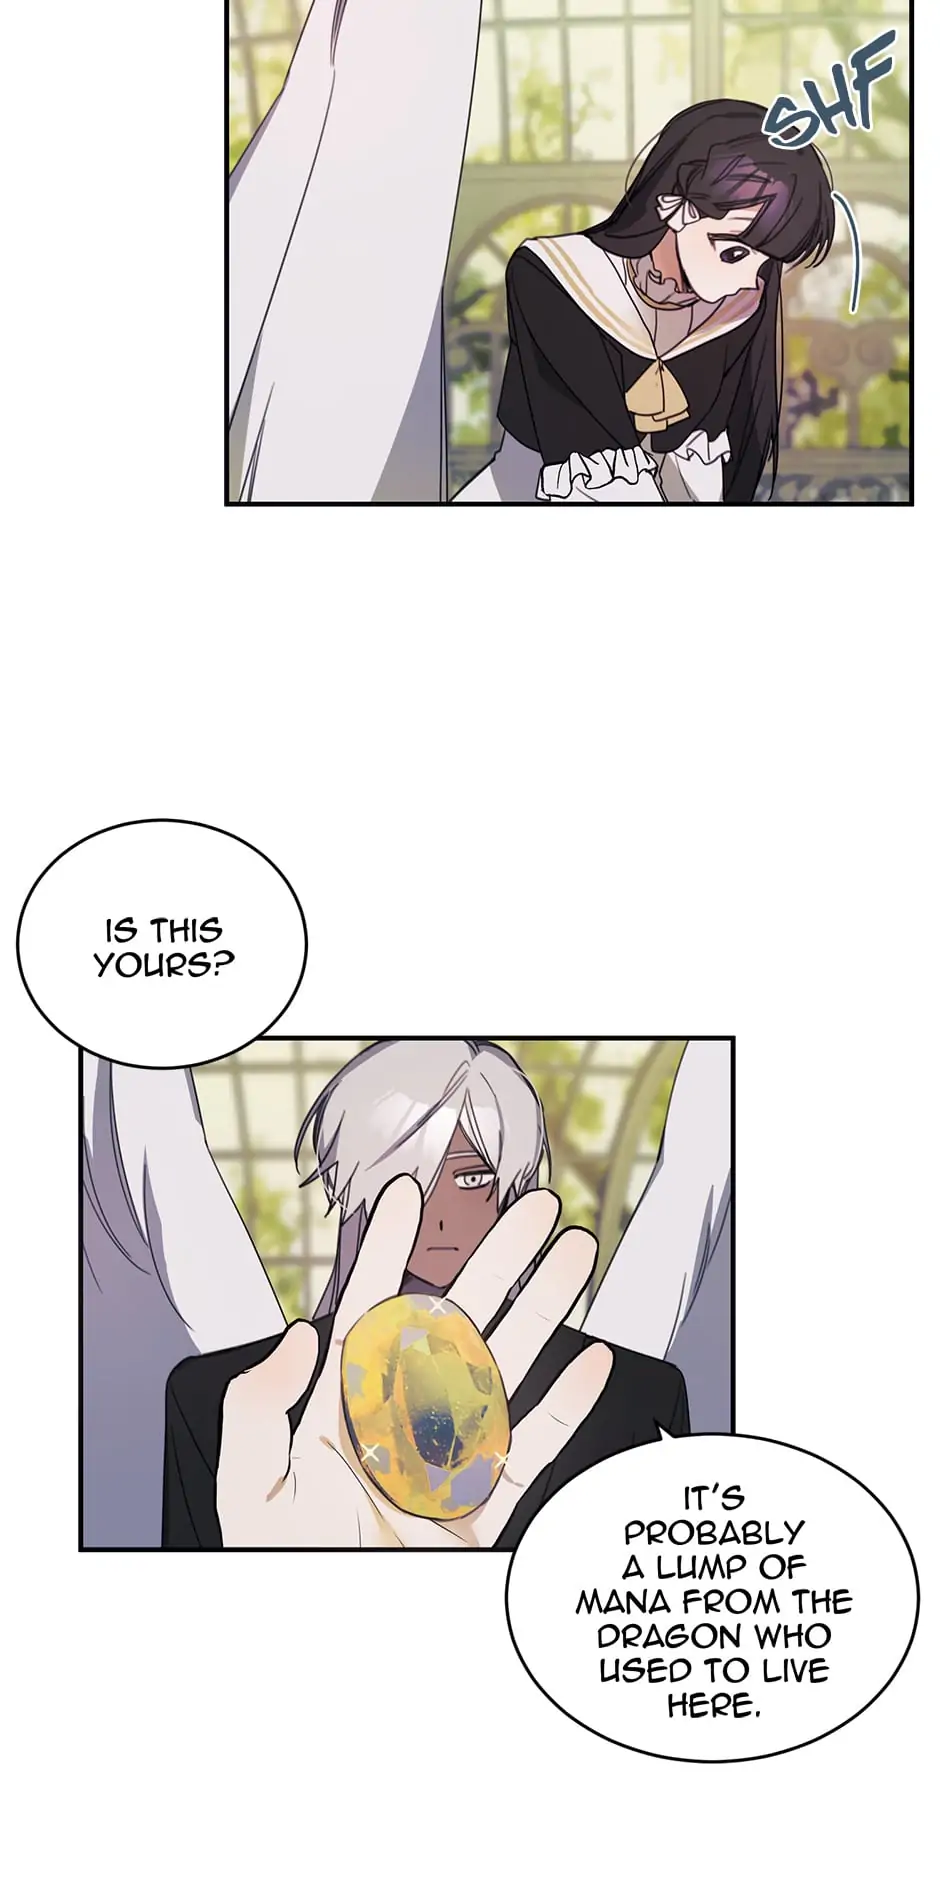 SHF
IS THIS
YOURS?
IT'S
PROBABLY
A LUMP OF
MANA FROM THE
DRAGON WHO
USED TO LIVE
HERE.